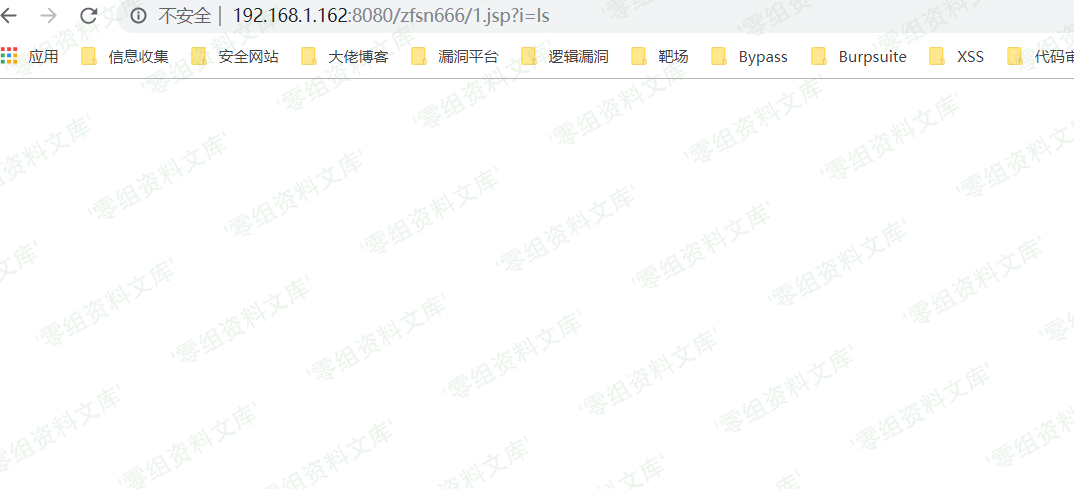 不安全 | 192.168.1.162:8080/zfsn666/1.jsp?i=ls
应用 信息收集 安全网站 大佬博客 漏洞平台 逻辑漏洞 靶场 Bypass Burpsuite XSS 代码审
'零组资料文库'